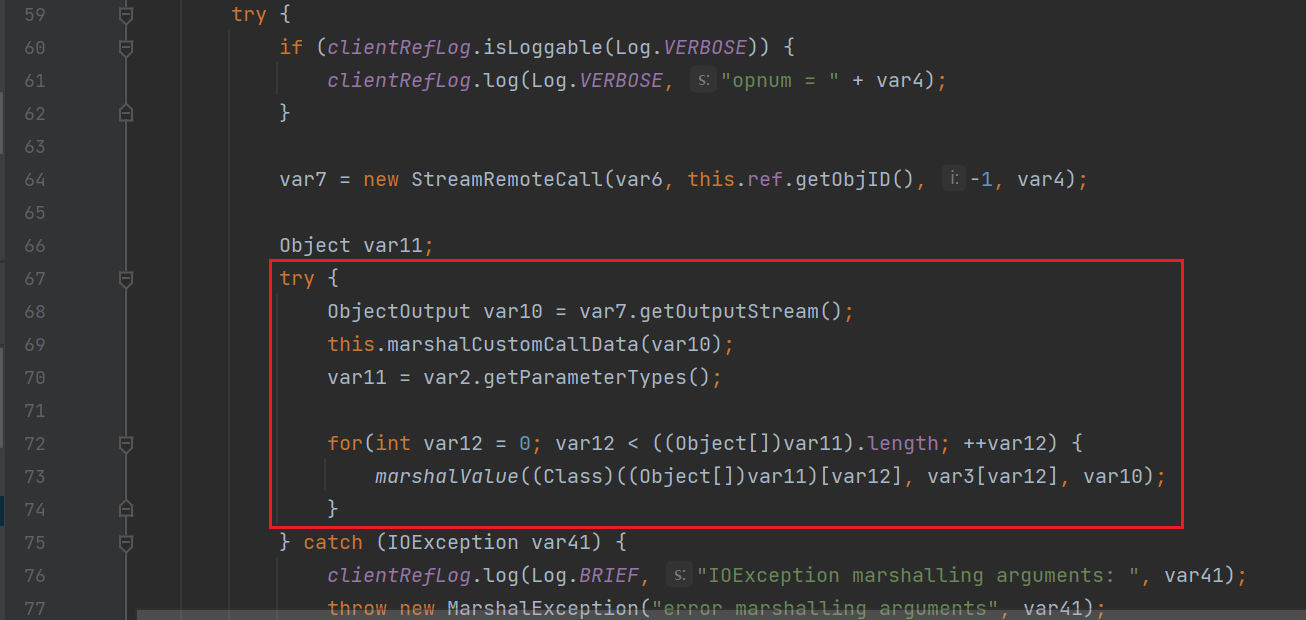 59 try {
60 if (clientRefLog.isLoggable(Log.VERBOSE)) {
61 clientRefLog.log(Log.VERBOSE, s: "opnum = " + var4);
62 }
63
64 var7 = new StreamRemoteCall(var6, this.ref.getObjID(), i: -1, var4);
65
66 Object var11;
67 try {
68 ObjectOutput var10 = var7.getOutputStream();
69 this.marshalCustomCallData(var10);
70 var11 = var2.getParameterTypes();
71
72 for(int var12 = 0; var12 < ((Object[])var11).length; ++var12) {
73 marshalValue((Class)((Object[])var11)[var12], var3[var12], var10);
74 }
75 } catch (IOException var41) {
76 clientRefLog.log(Log.BRIEF, s: "IOException marshalling arguments: ", var41);
77 throw new MarshalException("error marshalling arguments", var41);